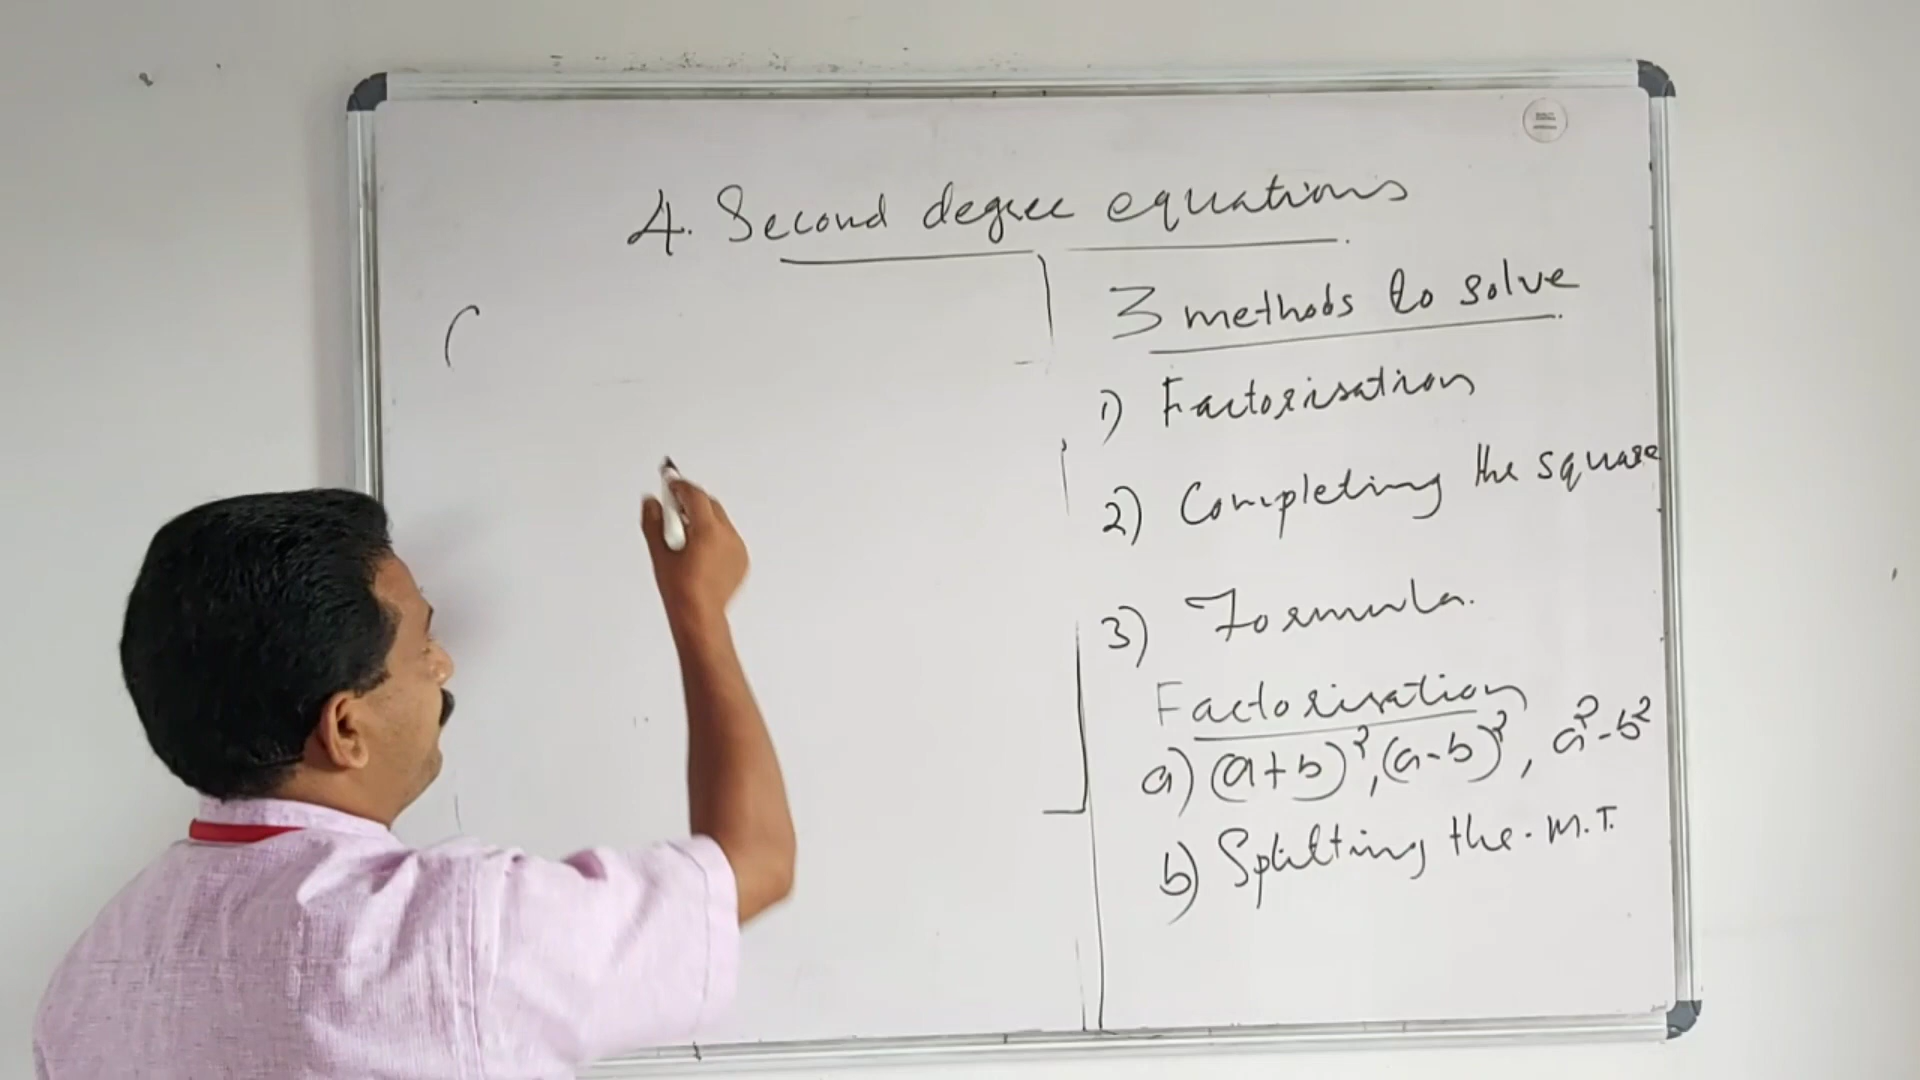 4. Second degree equations
(
3 methods to solve
1) Factorisation
2) Completing the square
3) Formula.
Factorisation
a) (a+b)², (a-b)², a²-b²
b) Splitting the. M.T.